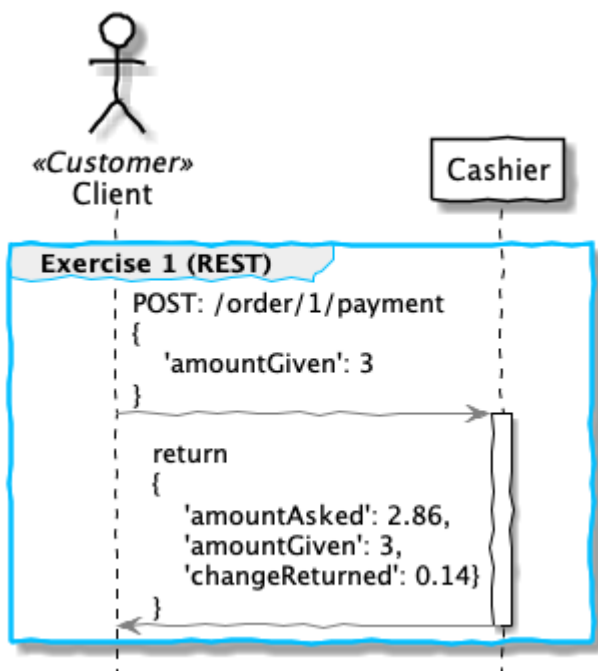 «Customer»
Client
Cashier
Exercise 1 (REST)
POST: /order/1/payment
{
'amountGiven': 3
}
return
{
'amountAsked': 2.86,
'amountGiven': 3,
'changeReturned': 0.14}
}